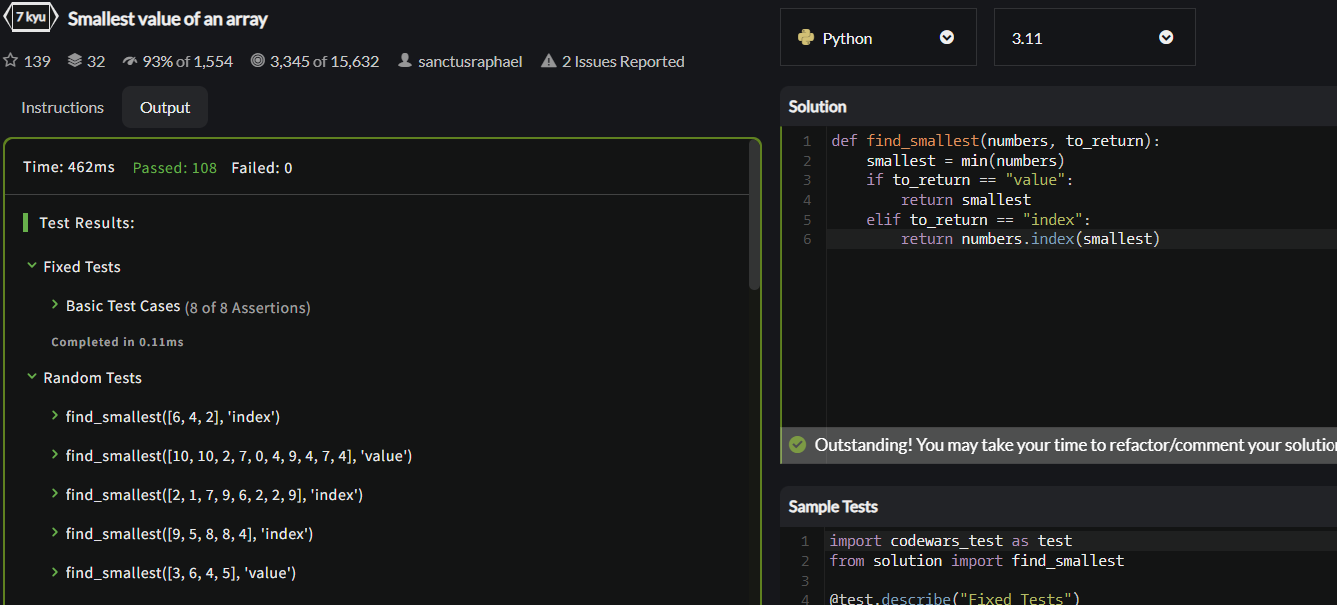 7 kyu Smallest value of an array
139 32 93% of 1,554 3,345 of 15,632 sanctusraphael 2 Issues Reported
Instructions Output
Time: 462ms Passed: 108 Failed: 0
Test Results:
Fixed Tests
Basic Test Cases (8 of 8 Assertions)
Completed in 0.11ms
Random Tests
find_smallest([6, 4, 2], 'index')
find_smallest([10, 10, 2, 7, 0, 4, 9, 4, 7, 4], 'value')
find_smallest([2, 1, 7, 9, 6, 2, 2, 9], 'index')
find_smallest([9, 5, 8, 8, 4], 'index')
find_smallest([3, 6, 4, 5], 'value')
Python 3.11
Solution
1 def find_smallest(numbers, to_return):
2     smallest = min(numbers)
3     if to_return == "value":
4         return smallest
5     elif to_return == "index":
6         return numbers.index(smallest)
Outstanding! You may take your time to refactor/comment your solution
Sample Tests
1 import codewars_test as test
2 from solution import find_smallest
3
4 @test.describe("Fixed Tests")